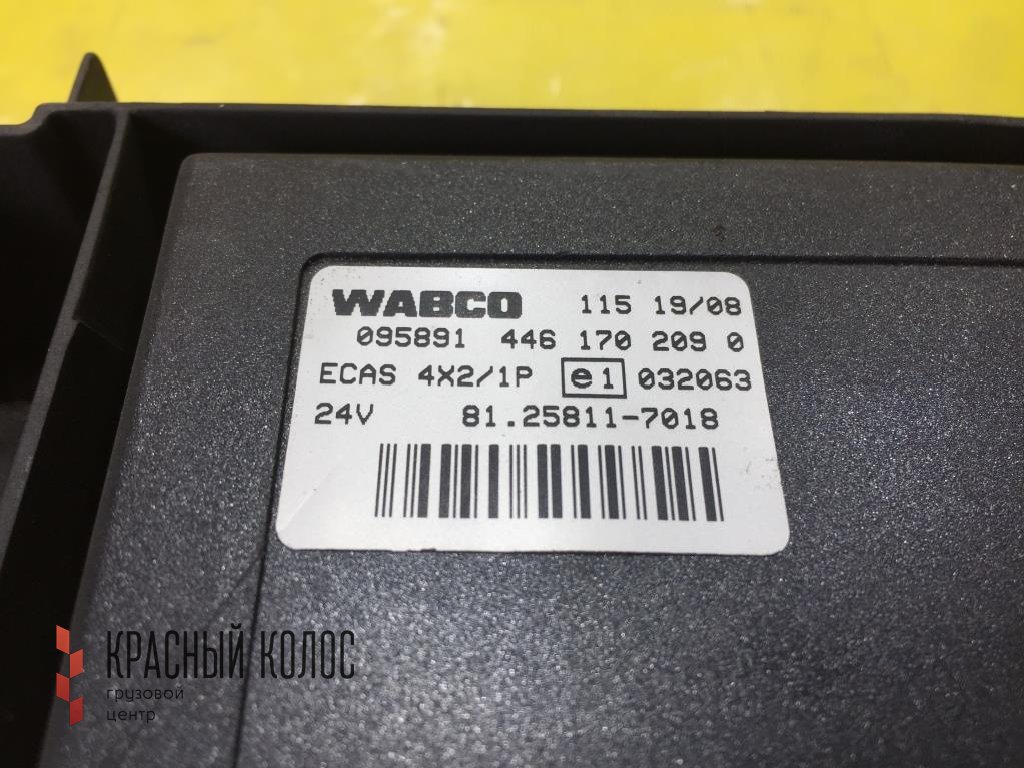 WABCO 115 19/08
095891 446 170 209 0
ECAS 4X2/1P e1 032063
24V 81.25811-7018
КРАСНЫЙ КОЛОС
грузовой
центр